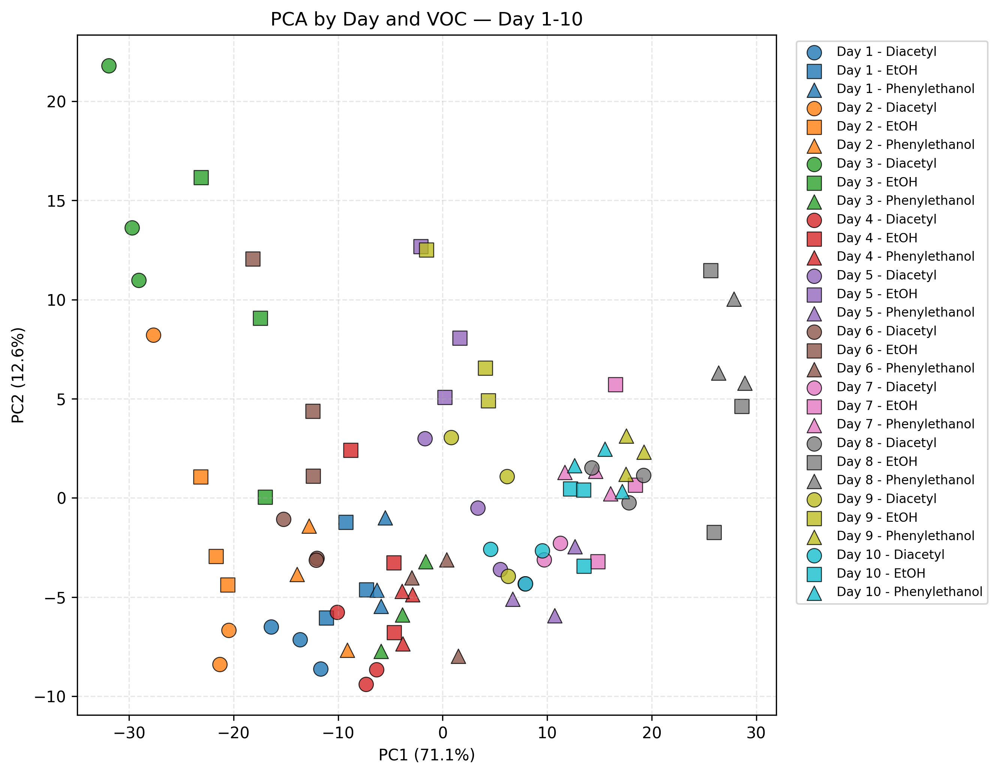 PCA by Day and VOC — Day 1-10
20
15
10
5
0
−5
−10
PC2 (12.6%)
−30
−20
−10
0
10
20
30
PC1 (71.1%)
Day 1 - Diacetyl
Day 1 - EtOH
Day 1 - Phenylethanol
Day 2 - Diacetyl
Day 2 - EtOH
Day 2 - Phenylethanol
Day 3 - Diacetyl
Day 3 - EtOH
Day 3 - Phenylethanol
Day 4 - Diacetyl
Day 4 - EtOH
Day 4 - Phenylethanol
Day 5 - Diacetyl
Day 5 - EtOH
Day 5 - Phenylethanol
Day 6 - Diacetyl
Day 6 - EtOH
Day 6 - Phenylethanol
Day 7 - Diacetyl
Day 7 - EtOH
Day 7 - Phenylethanol
Day 8 - Diacetyl
Day 8 - EtOH
Day 8 - Phenylethanol
Day 9 - Diacetyl
Day 9 - EtOH
Day 9 - Phenylethanol
Day 10 - Diacetyl
Day 10 - EtOH
Day 10 - Phenylethanol